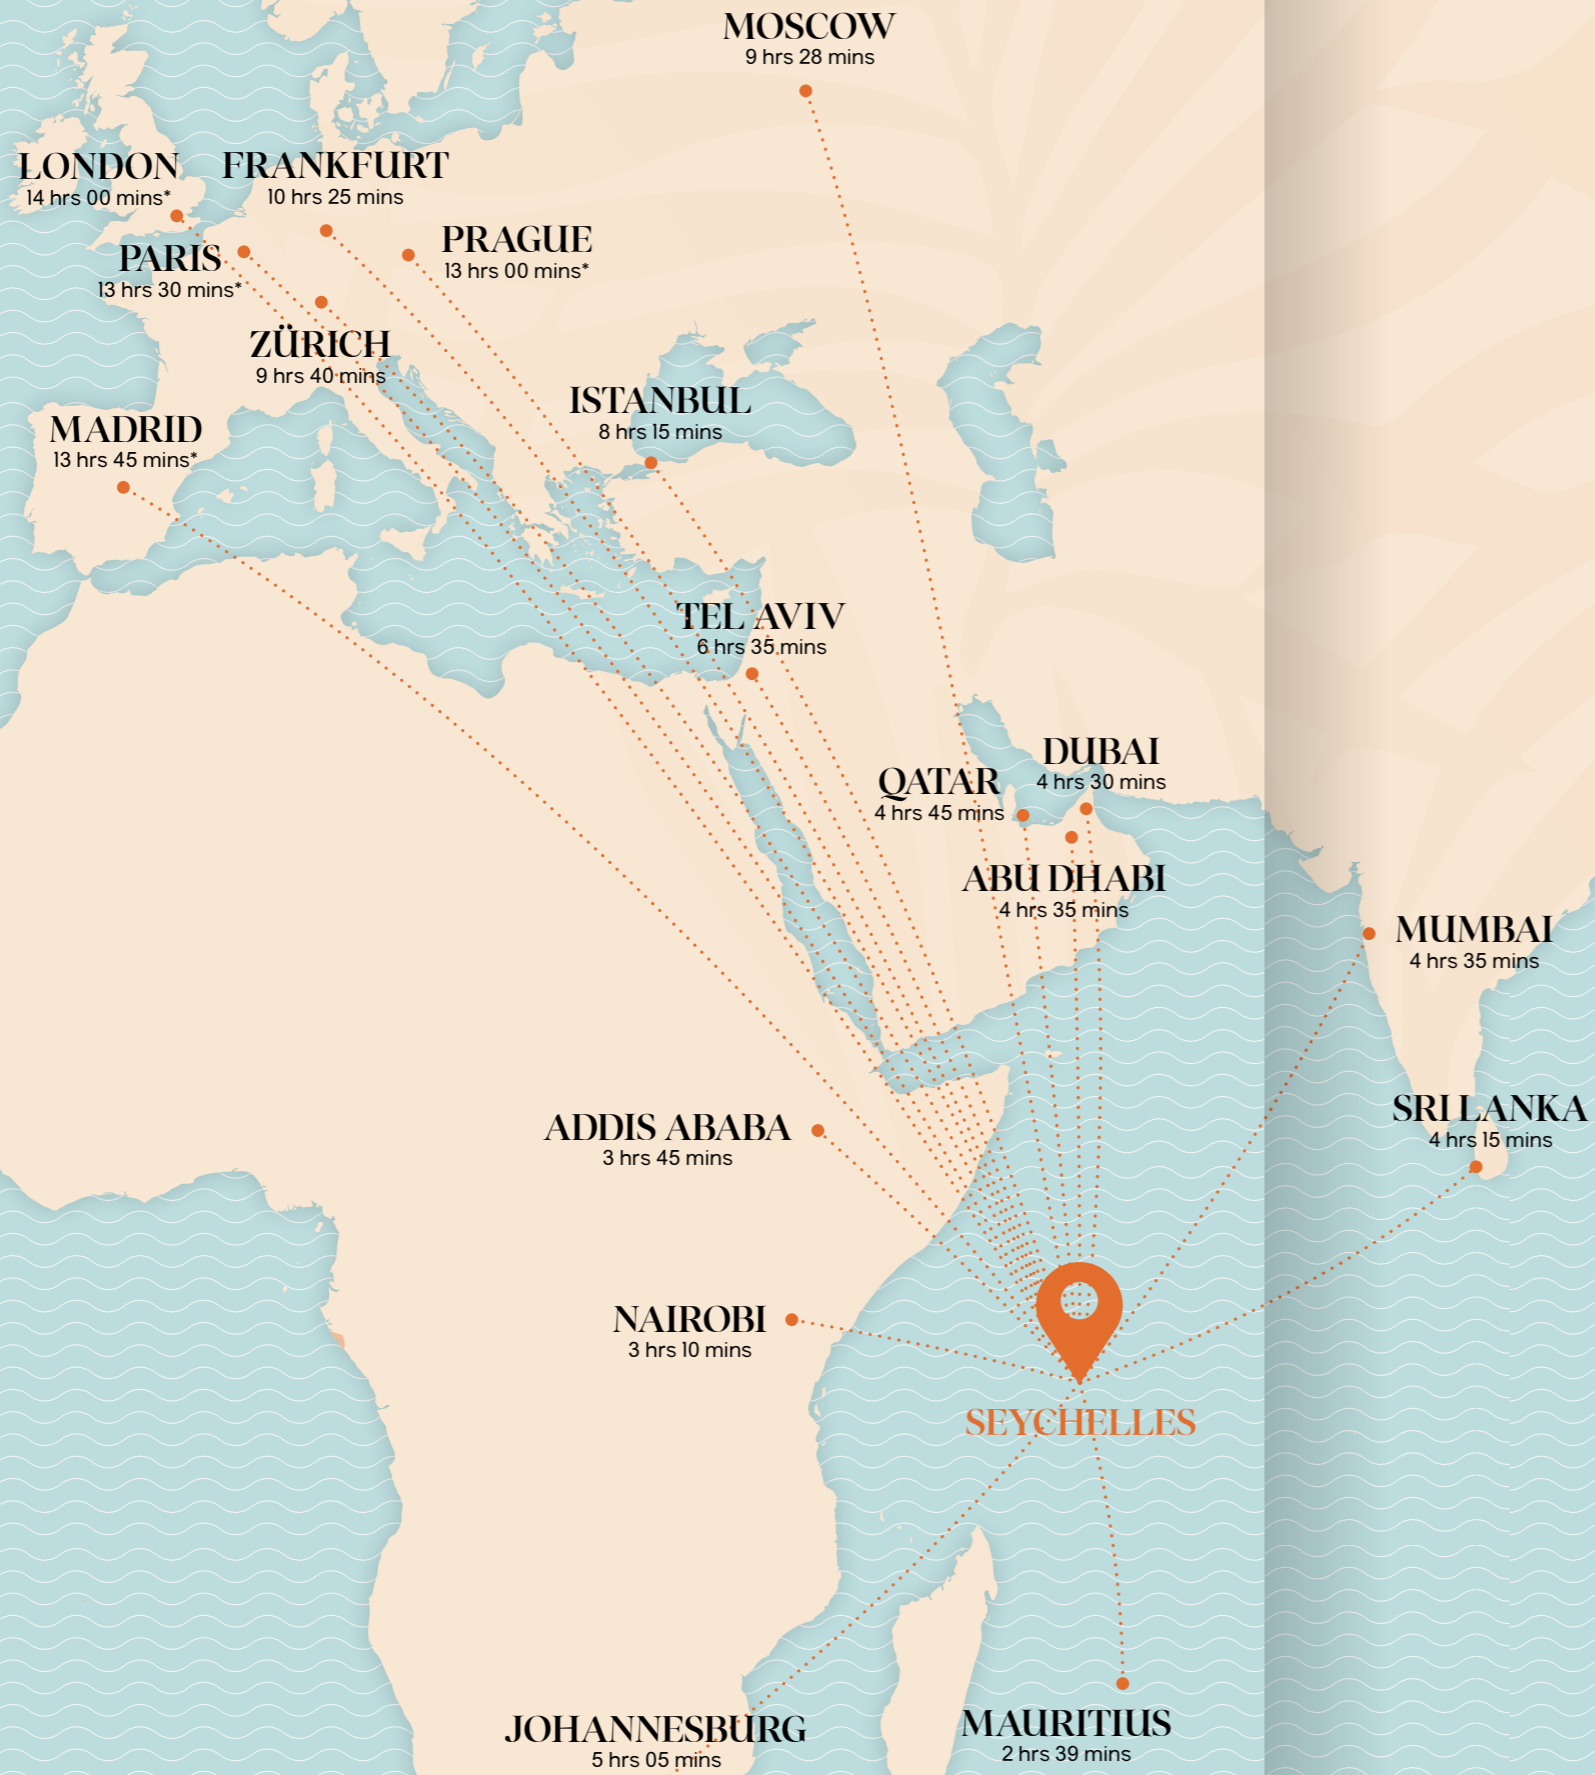 MOSCOW
9 hrs 28 mins
LONDON
14 hrs 00 mins*
FRANKFURT
10 hrs 25 mins
PARIS
13 hrs 30 mins*
PRAGUE
13 hrs 00 mins*
ZÜRICH
9 hrs 40 mins
ISTANBUL
8 hrs 15 mins
MADRID
13 hrs 45 mins*
TEL AVIV
6 hrs 35 mins
DUBAI
4 hrs 30 mins
QATAR
4 hrs 45 mins
ABU DHABI
4 hrs 35 mins
MUMBAI
4 hrs 35 mins
SRI LANKA
4 hrs 15 mins
ADDIS ABABA
3 hrs 45 mins
NAIROBI
3 hrs 10 mins
SEYCHELLES
JOHANNESBURG
5 hrs 05 mins
MAURITIUS
2 hrs 39 mins